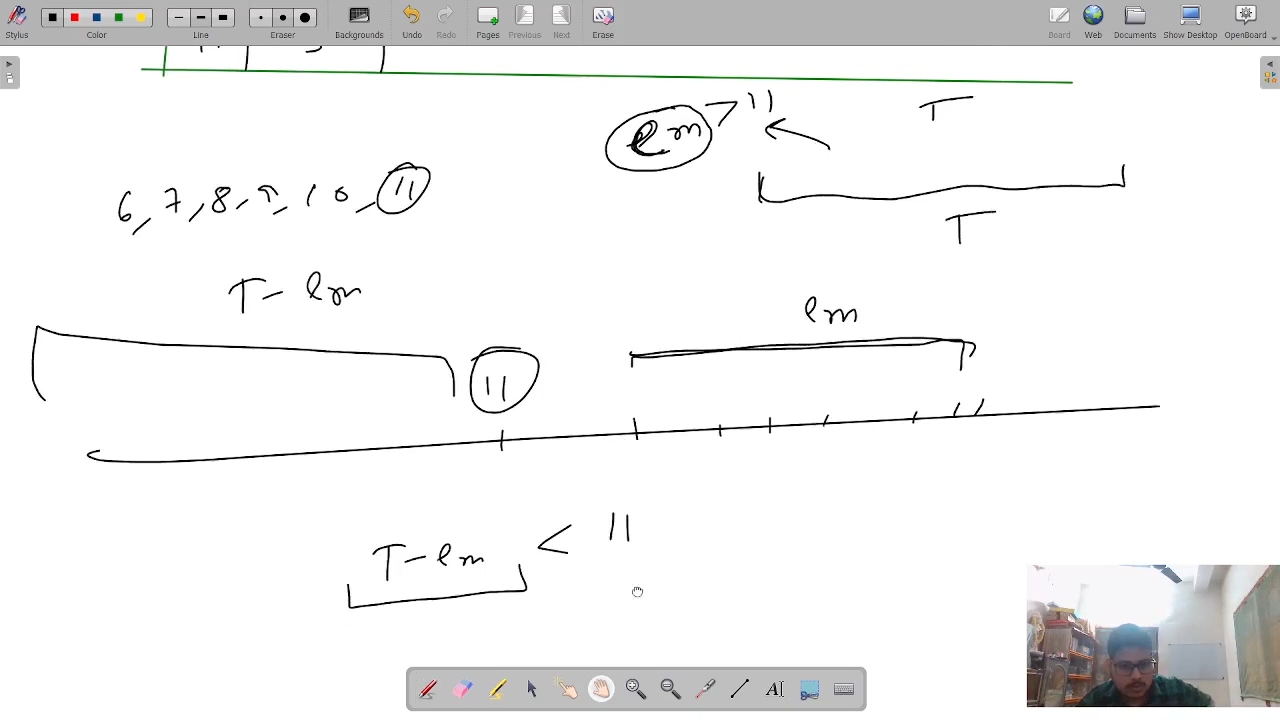 Stylus Color Line Eraser Backgrounds Undo Redo Pages Previous Next Erase Board Web Documents Show Desktop OpenBoard
lm > 11 T
6, 7, 8, 9, 10, 11
T
T - lm
lm
11
T - lm < 11